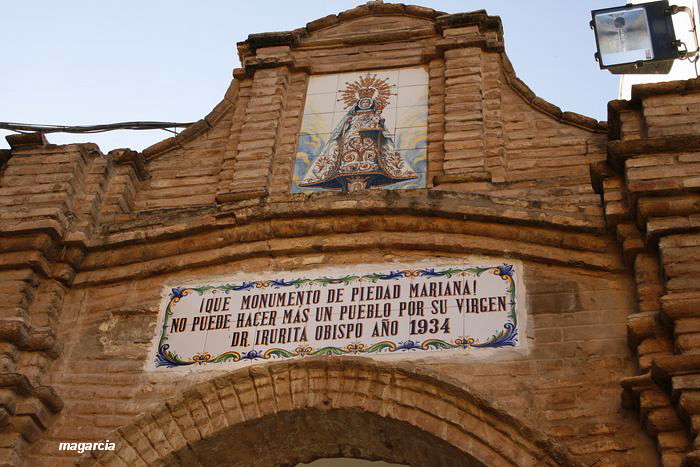 ¡QUE MONUMENTO DE PIEDAD MARIANA!
NO PUEDE HACER MÁS UN PUEBLO POR SU VIRGEN
DR. IRURITA OBISPO AÑO 1934
magarcia